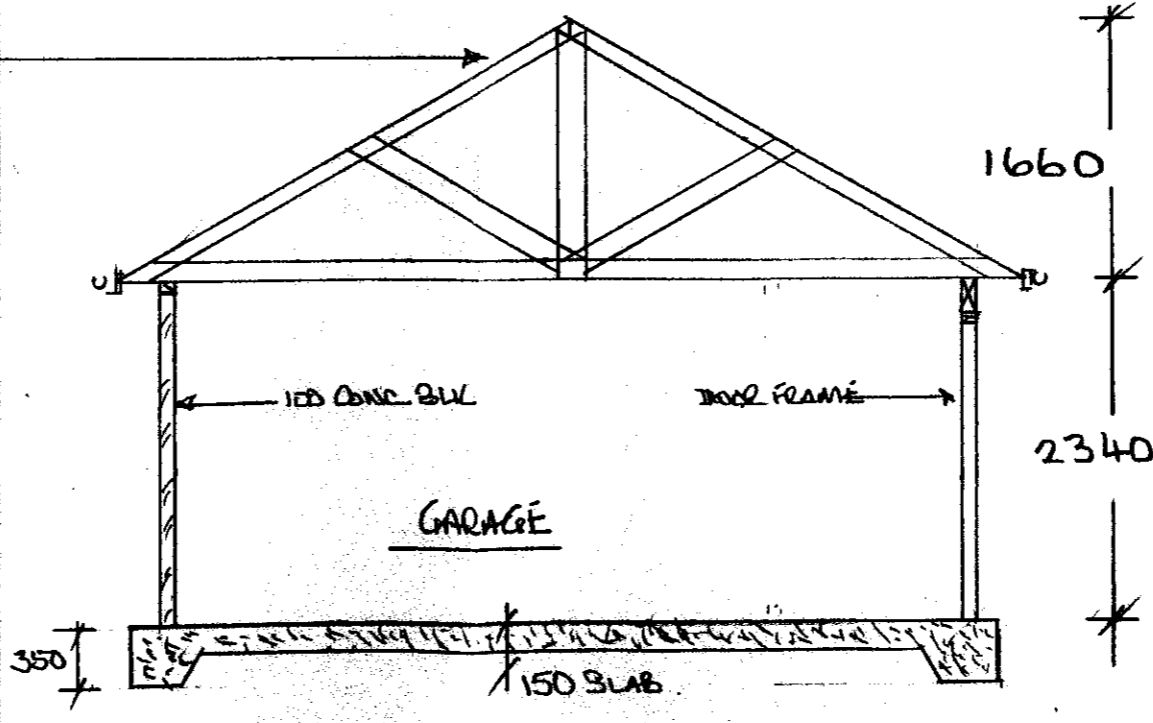 1660
100 CONC BLK
DOOR FRAME
2340
GARAGE
350
150 SLAB.